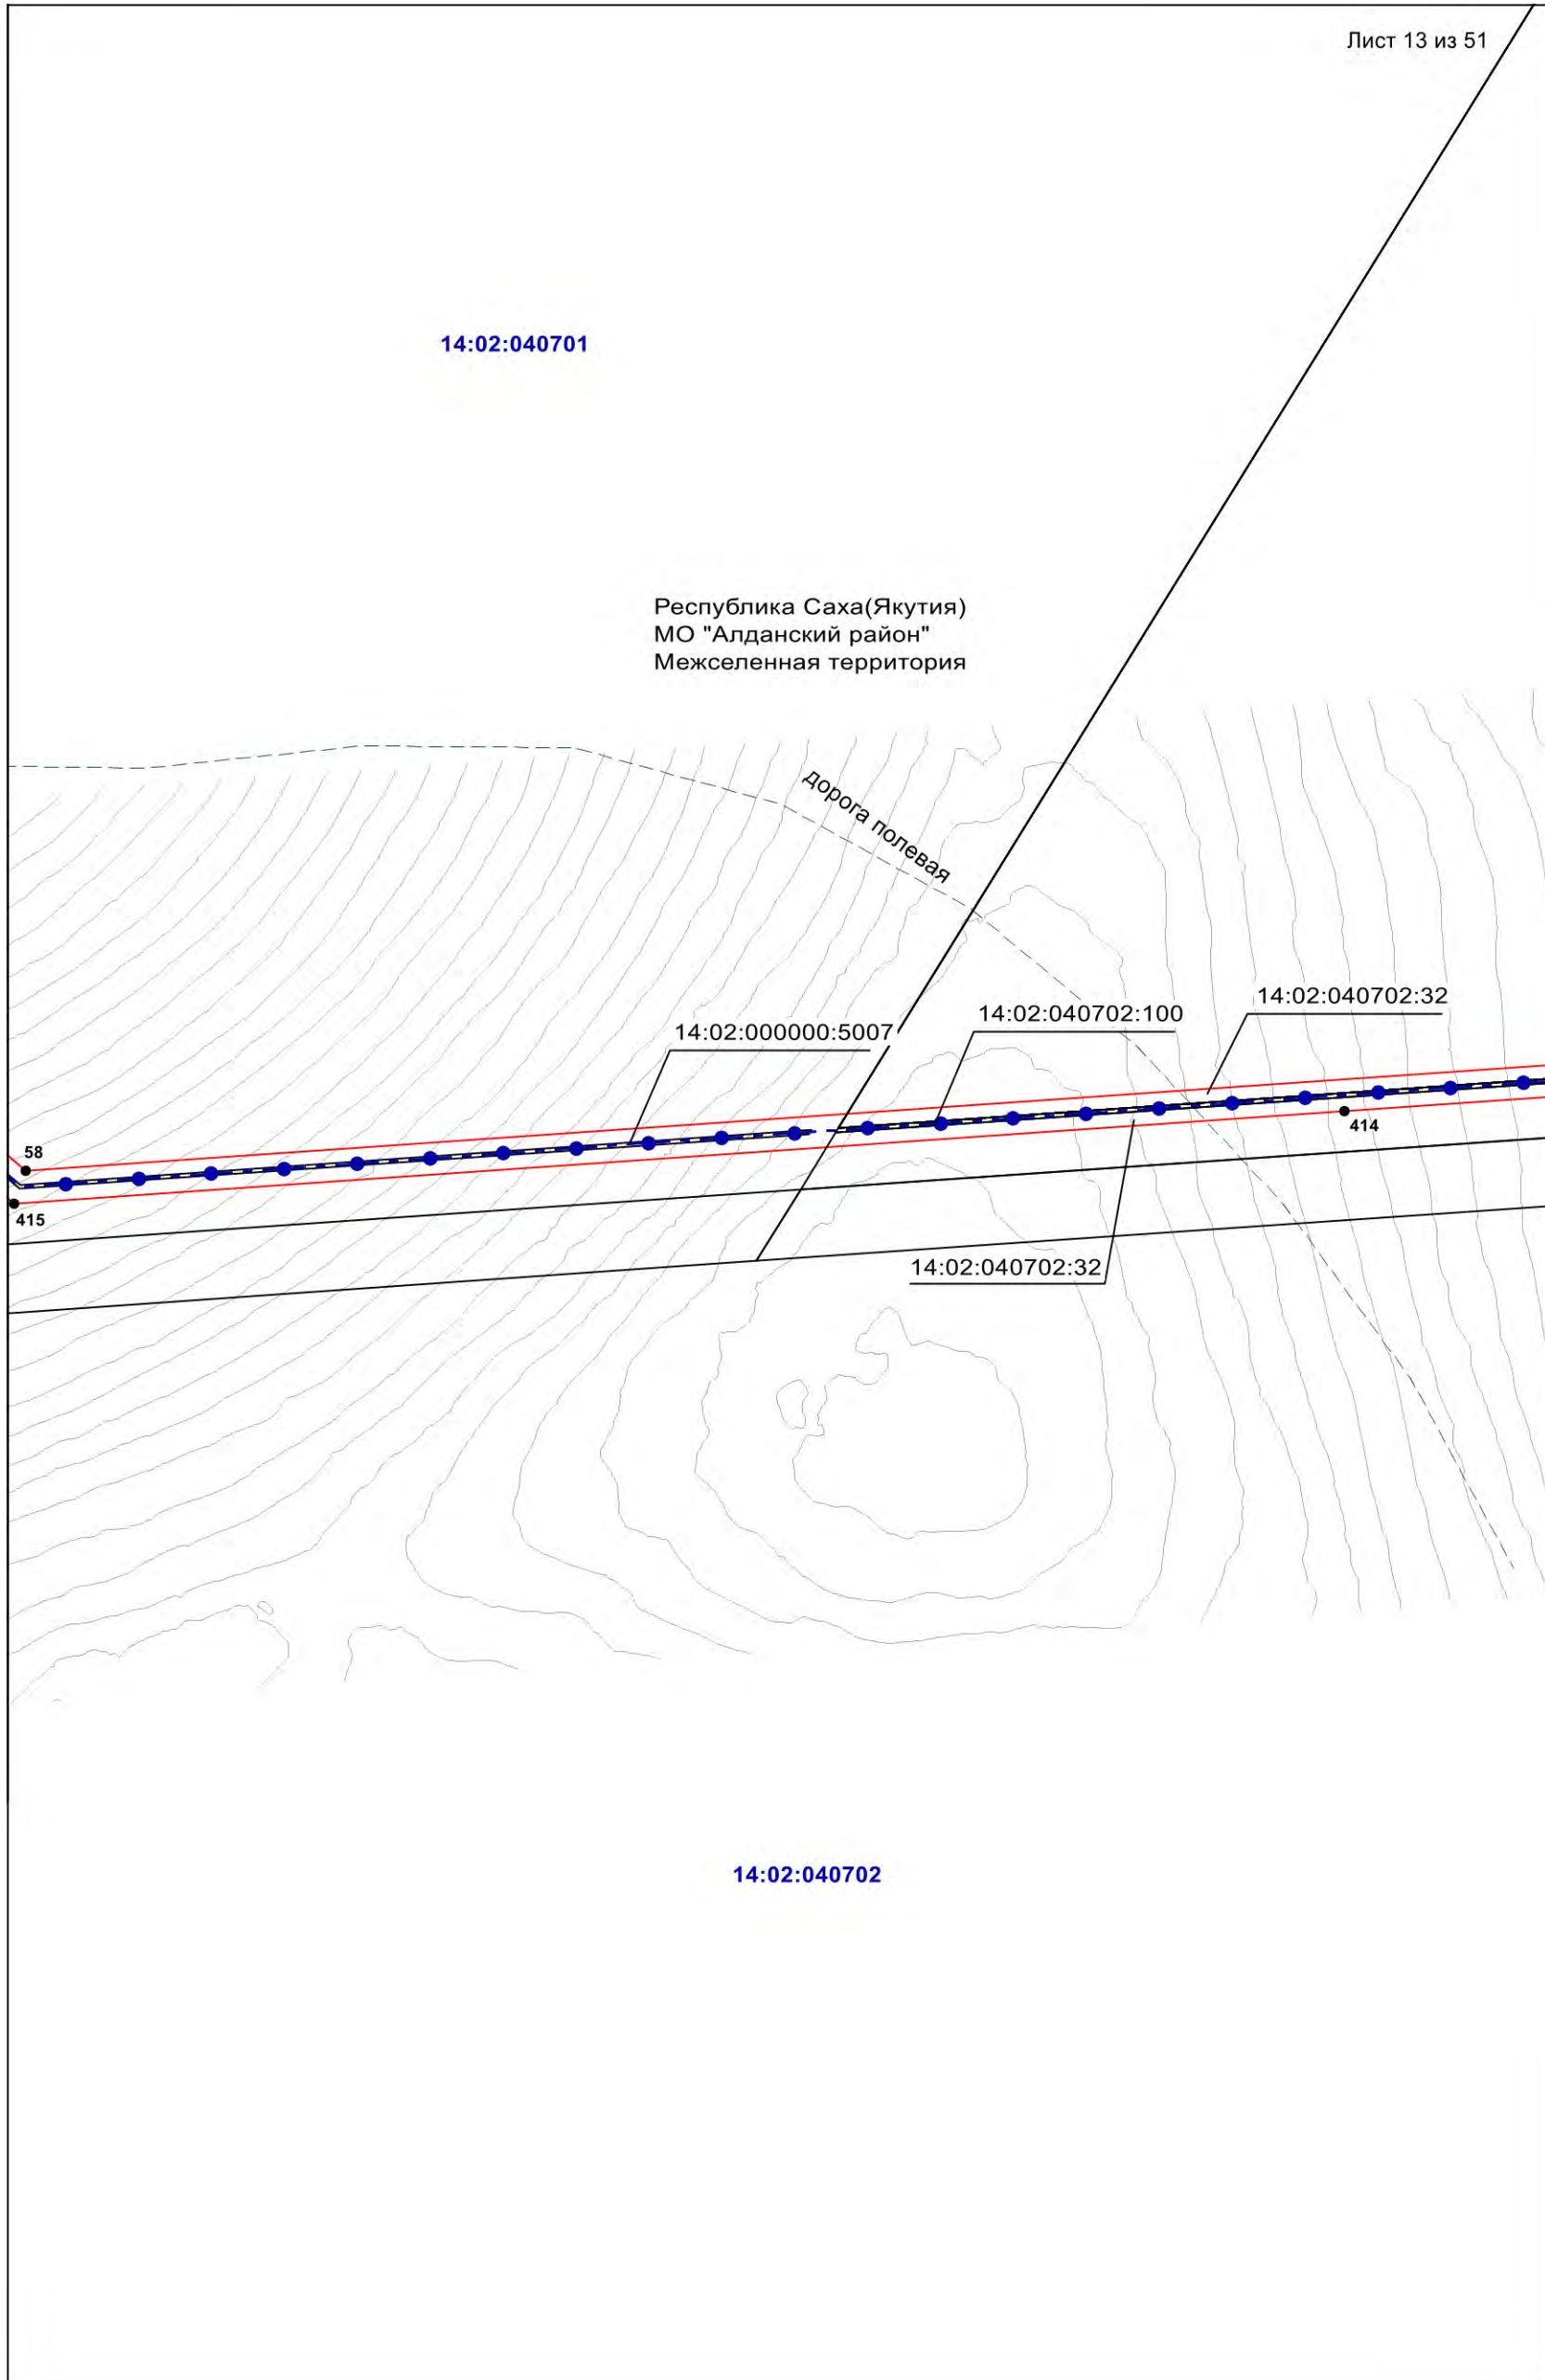 Лист 13 из 51
14:02:040701
Республика Саха(Якутия)
МО "Алданский район"
Межселенная территория
дорога полевая
14:02:040702:32
14:02:040702:100
14:02:000000:5007
414
58
415
14:02:040702:32
14:02:040702